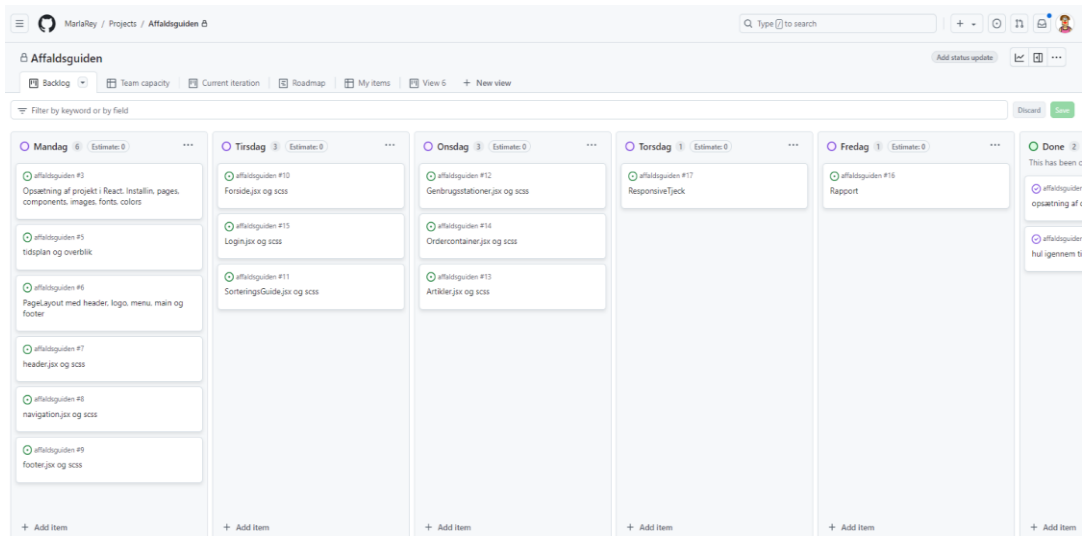 MarlaRey / Projects / Affaldsguiden
Type / to search
Affaldsguiden
Add status update
Backlog
Team capacity
Current iteration
Roadmap
My items
View 6
+ New view
Filter by keyword or by field
Discard
Save
Mandag 6 Estimate: 0
affaldsguiden #3
Opsætning af projekt i React. Installin, pages,
components, images, fonts, colors
affaldsguiden #5
tidsplan og overblik
affaldsguiden #6
PageLayout med header, logo, menu, main og
footer
affaldsguiden #7
header.jsx og scss
affaldsguiden #8
navigation.jsx og scss
affaldsguiden #9
footer.jsx og scss
+ Add item
Tirsdag 3 Estimate: 0
affaldsguiden #10
Forside.jsx og scss
affaldsguiden #15
Login.jsx og scss
affaldsguiden #11
SorteringsGuide.jsx og scss
+ Add item
Onsdag 3 Estimate: 0
affaldsguiden #12
Genbrugsstationer.jsx og scss
affaldsguiden #14
Ordercontainer.jsx og scss
affaldsguiden #13
Artikler.jsx og scss
+ Add item
Torsdag 1 Estimate: 0
affaldsguiden #17
ResponsiveTjeck
+ Add item
Fredag 1 Estimate: 0
affaldsguiden #16
Rapport
+ Add item
Done 2
This has been
affaldsguiden
opsætning af
affaldsguiden
hul igennem ti
+ Add item